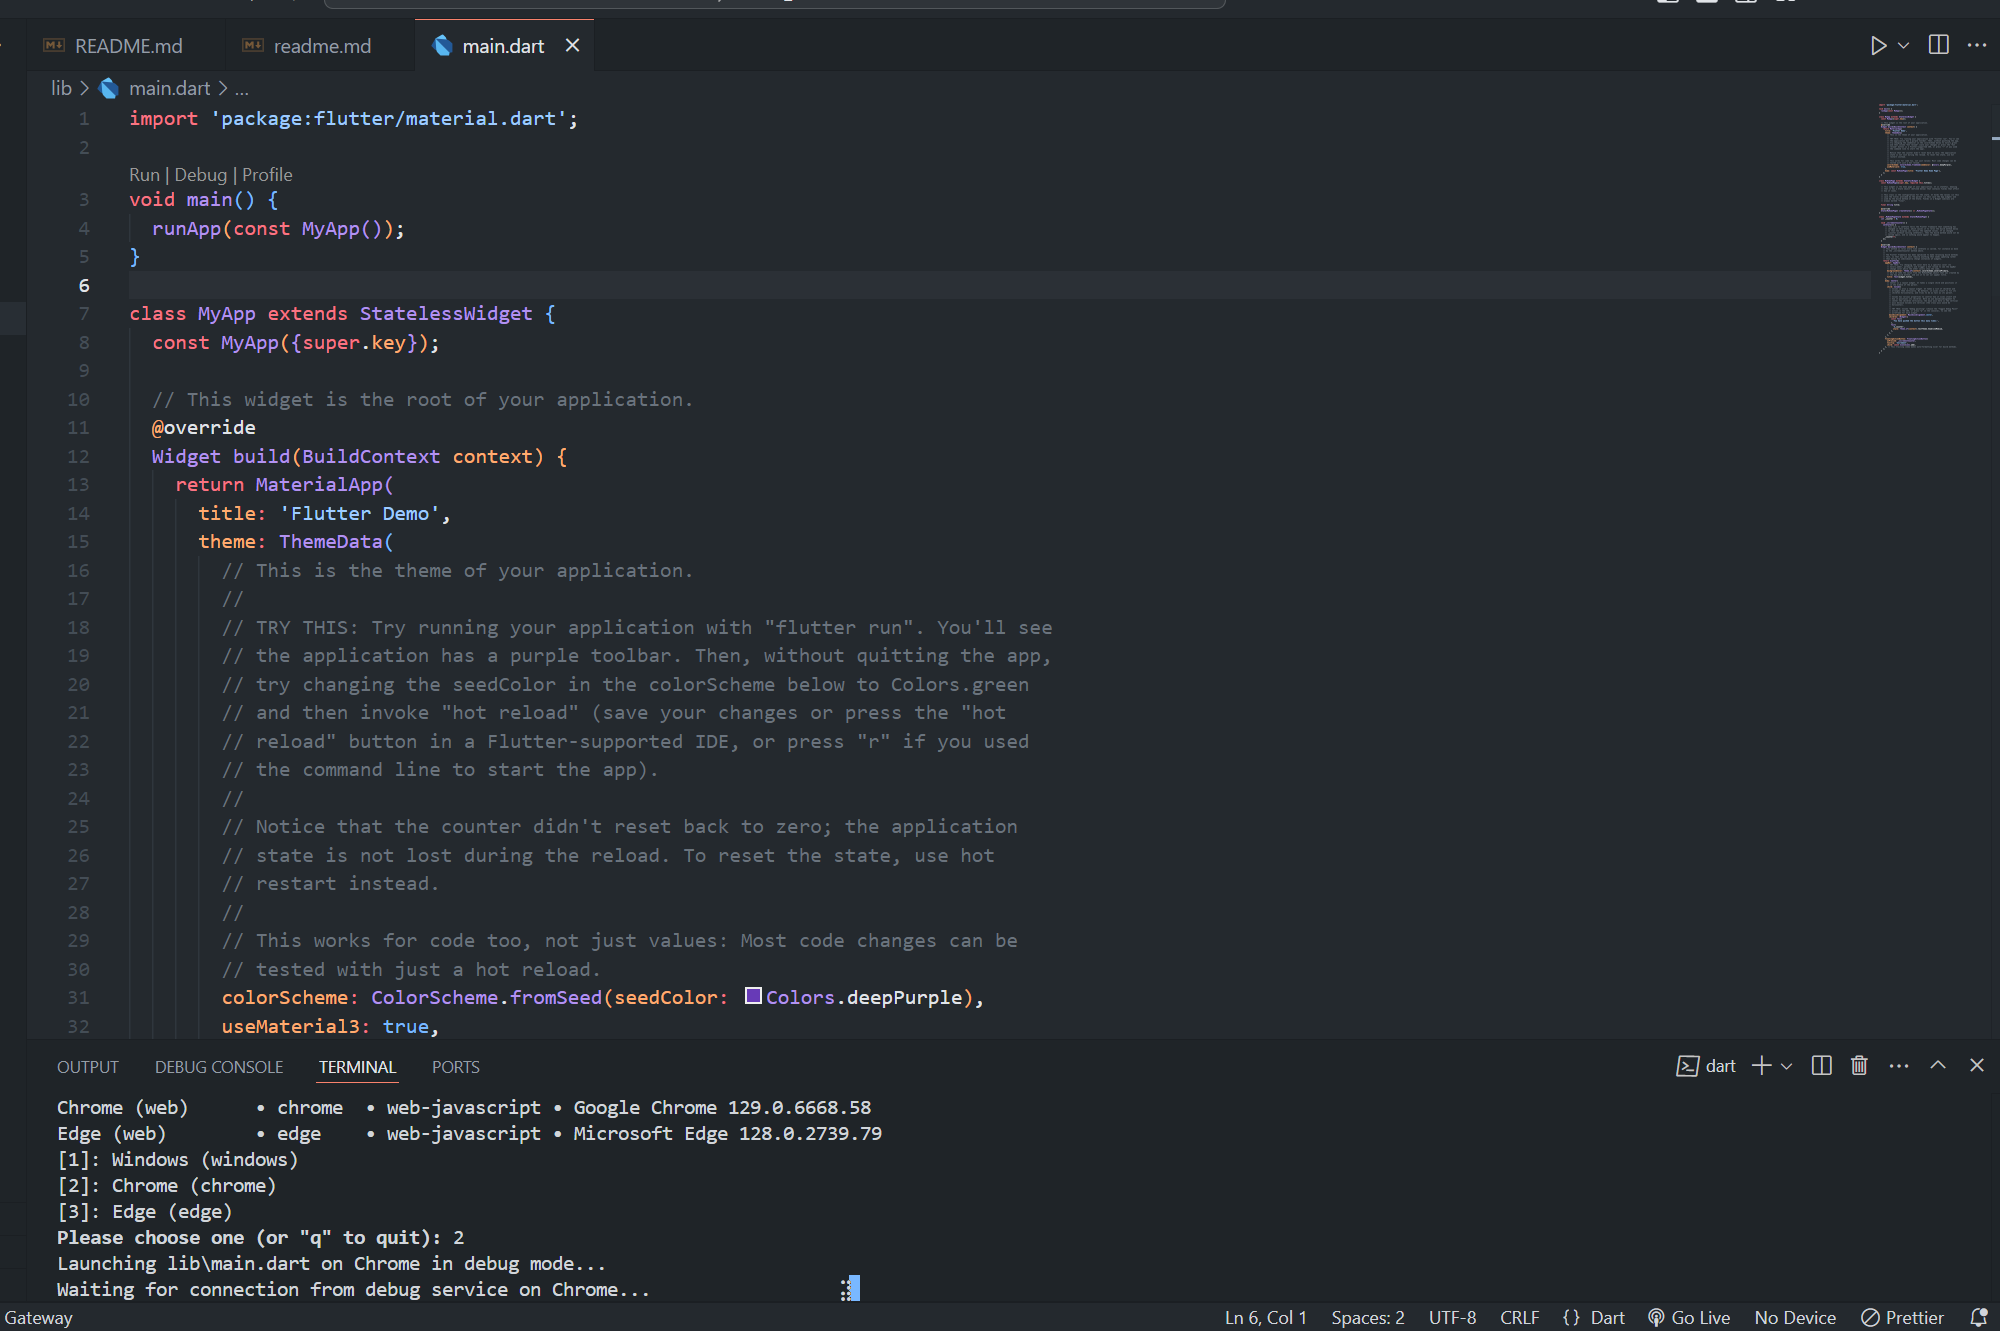 README.md
readme.md
main.dart
lib > main.dart > ...
1 import 'package:flutter/material.dart';
2
Run | Debug | Profile
3 void main() {
4 runApp(const MyApp());
5 }
6
7 class MyApp extends StatelessWidget {
8 const MyApp({super.key});
9
10 // This widget is the root of your application.
11 @override
12 Widget build(BuildContext context) {
13 return MaterialApp(
14 title: 'Flutter Demo',
15 theme: ThemeData(
16 // This is the theme of your application.
17 //
18 // TRY THIS: Try running your application with "flutter run". You'll see
19 // the application has a purple toolbar. Then, without quitting the app,
20 // try changing the seedColor in the colorScheme below to Colors.green
21 // and then invoke "hot reload" (save your changes or press the "hot
22 // reload" button in a Flutter-supported IDE, or press "r" if you used
23 // the command line to start the app).
24 //
25 // Notice that the counter didn't reset back to zero; the application
26 // state is not lost during the reload. To reset the state, use hot
27 // restart instead.
28 //
29 // This works for code too, not just values: Most code changes can be
30 // tested with just a hot reload.
31 colorScheme: ColorScheme.fromSeed(seedColor: Colors.deepPurple),
32 useMaterial3: true,
OUTPUT DEBUG CONSOLE TERMINAL PORTS
dart
Chrome (web) • chrome • web-javascript • Google Chrome 129.0.6668.58
Edge (web) • edge • web-javascript • Microsoft Edge 128.0.2739.79
[1]: Windows (windows)
[2]: Chrome (chrome)
[3]: Edge (edge)
Please choose one (or "q" to quit): 2
Launching lib\main.dart on Chrome in debug mode...
Waiting for connection from debug service on Chrome...
Gateway
Ln 6, Col 1 Spaces: 2 UTF-8 CRLF {} Dart Go Live No Device Prettier